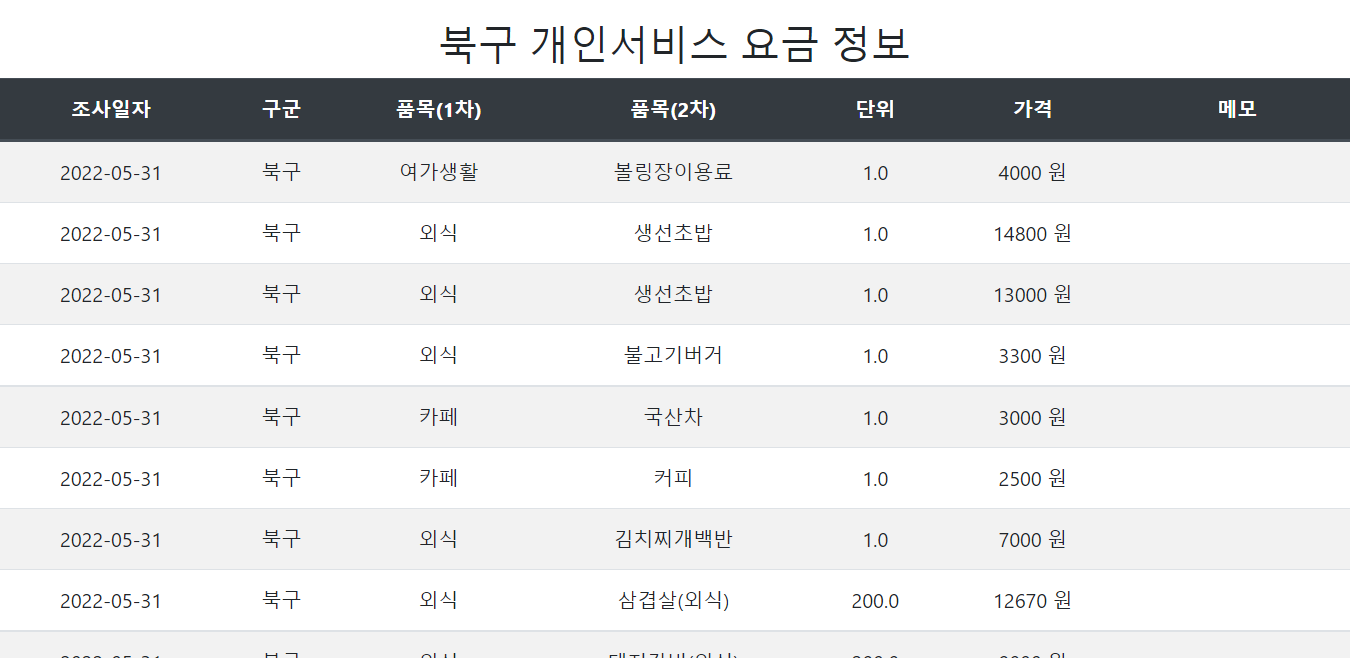 북구 개인서비스 요금 정보
조사일자 구군 품목(1차) 품목(2차) 단위 가격 메모
2022-05-31 북구 여가생활 볼링장이용료 1.0 4000 원
2022-05-31 북구 외식 생선초밥 1.0 14800 원
2022-05-31 북구 외식 생선초밥 1.0 13000 원
2022-05-31 북구 외식 불고기버거 1.0 3300 원
2022-05-31 북구 카페 국산차 1.0 3000 원
2022-05-31 북구 카페 커피 1.0 2500 원
2022-05-31 북구 외식 김치찌개백반 1.0 7000 원
2022-05-31 북구 외식 삼겹살(외식) 200.0 12670 원